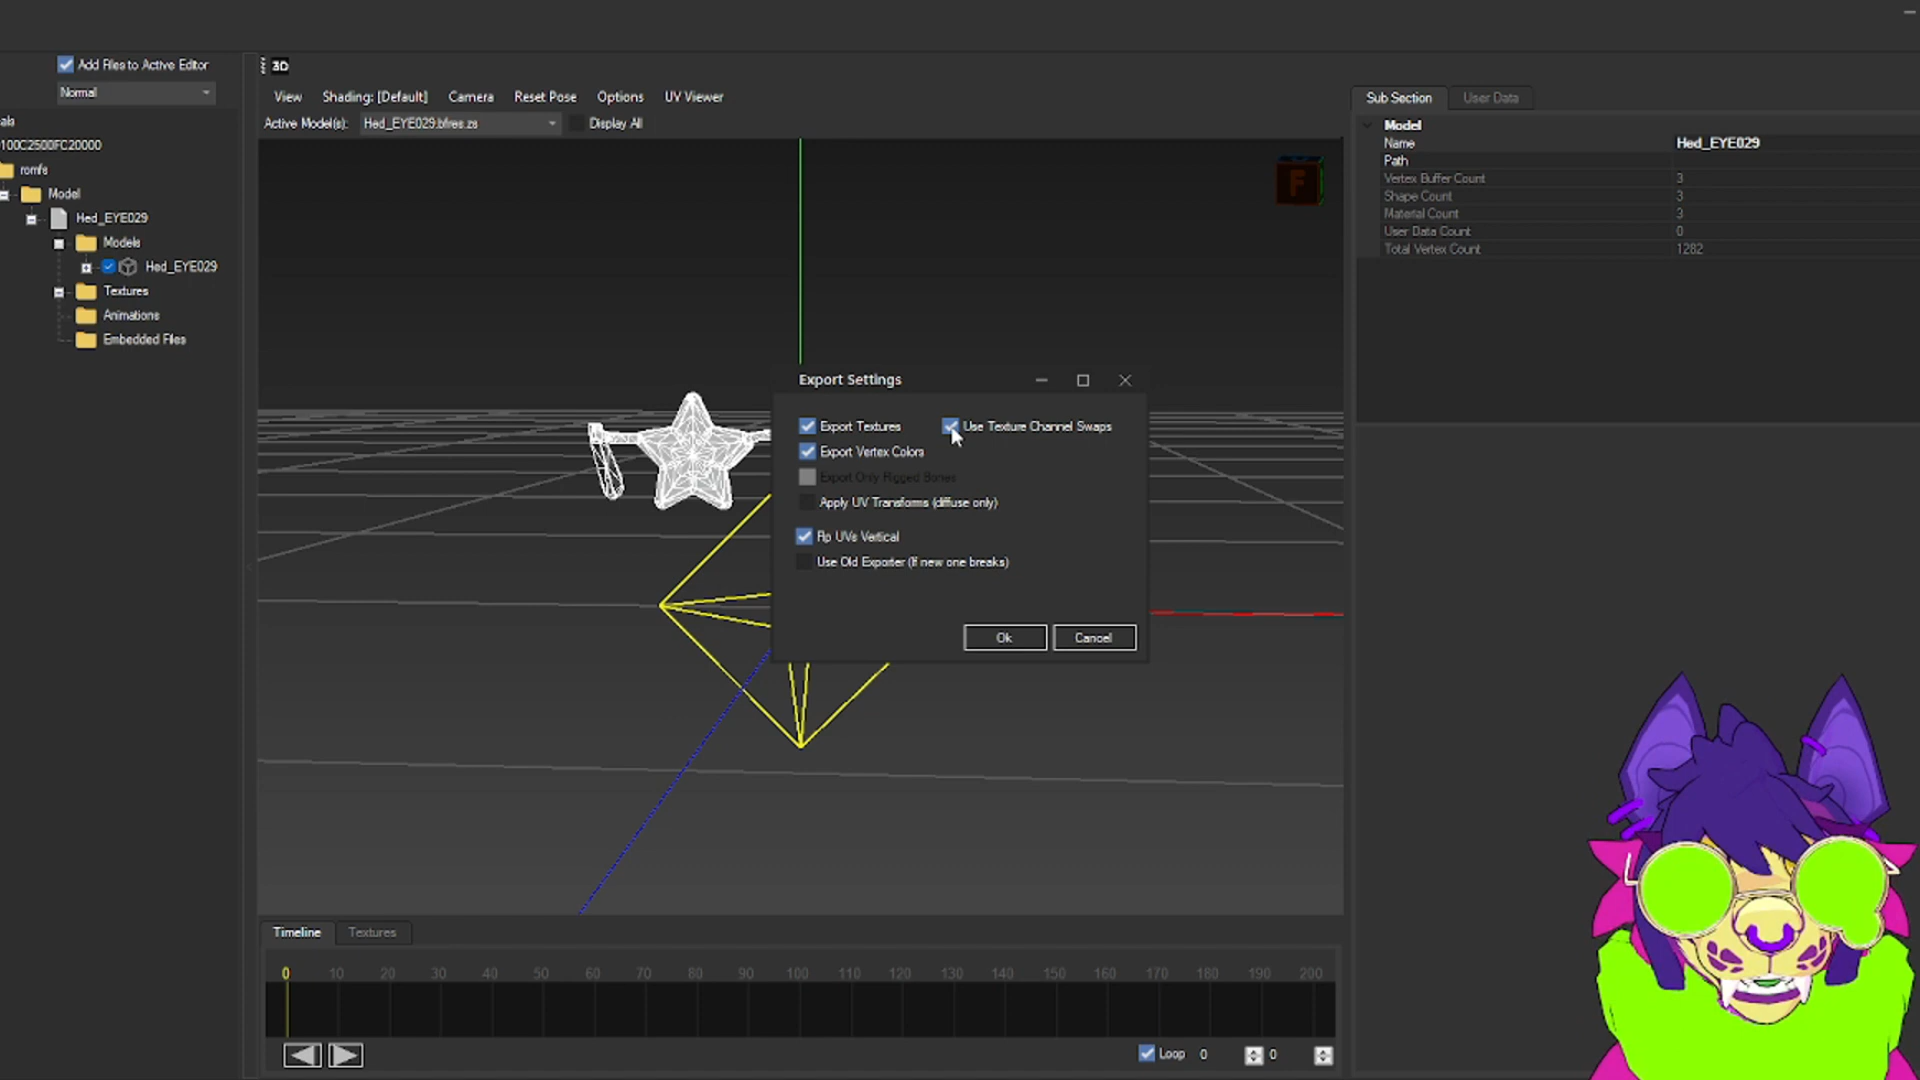 Add Files to Active Editor
Normal
als
100C2500FC20000
romfs
Model
Hed_EYE029
Models
Hed_EYE029
Textures
Animations
Embedded Files
3D
View Shading: [Default] Camera Reset Pose Options UV Viewer
Active Model(s): Hed_EYE029.bfres.zs Display All
F
Export Settings
Export Textures Use Texture Channel Swaps
Export Vertex Colors
Export Only Rigged Bones
Apply UV Transforms (diffuse only)
Flip UVs Vertical
Use Old Exporter (If new one breaks)
Ok Cancel
Timeline Textures
0 10 20 30 40 50 60 70 80 90 100 110 120 130 140 150 160 170 180 190 200
Loop 0 0
Sub Section User Data
Model
Name Hed_EYE029
Path
Vertex Buffer Count 3
Shape Count 3
Material Count 3
User Data Count 0
Total Vertex Count 1282